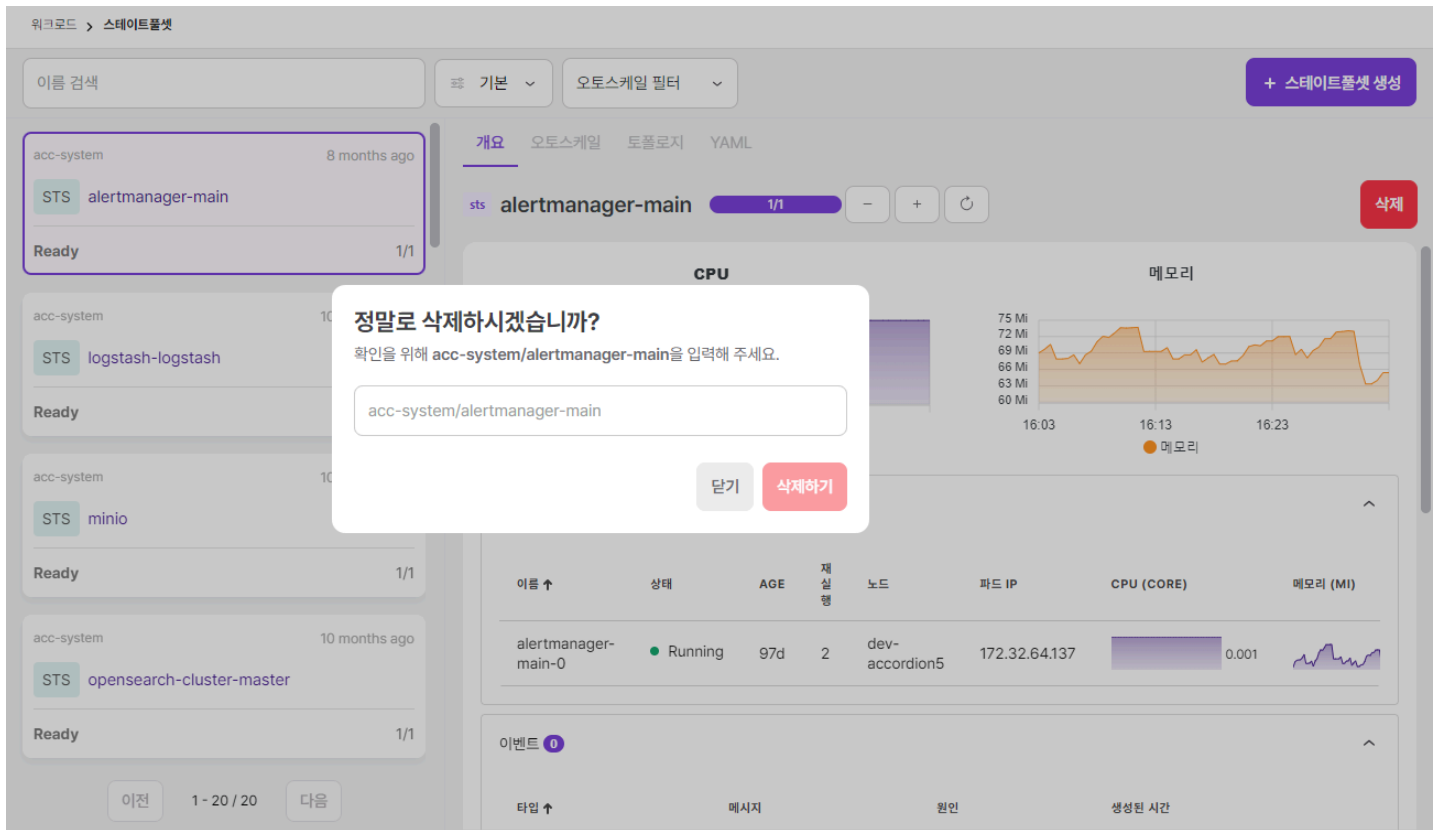 워크로드 > 스테이트풀셋
이름 검색
기본
오토스케일 필터
+ 스테이트풀셋 생성
acc-system 8 months ago
STS alertmanager-main
Ready 1/1
acc-system 10
STS logstash-logstash
Ready
acc-system 10
STS minio
Ready 1/1
acc-system 10 months ago
STS opensearch-cluster-master
Ready 1/1
이전 1 - 20 / 20 다음
개요 오토스케일 토폴로지 YAML
sts alertmanager-main 1/1 - +
삭제
CPU
메모리
75 Mi
72 Mi
69 Mi
66 Mi
63 Mi
60 Mi
16:03 16:13 16:23
메모리
정말로 삭제하시겠습니까?
확인을 위해 acc-system/alertmanager-main을 입력해 주세요.
acc-system/alertmanager-main
닫기 삭제하기
이름 ↑ 상태 AGE 재실행 노드 파드 IP CPU (CORE) 메모리 (MI)
alertmanager-main-0 Running 97d 2 dev-accordion5 172.32.64.137 0.001
이벤트 0
타입 ↑ 메시지 원인 생성된 시간